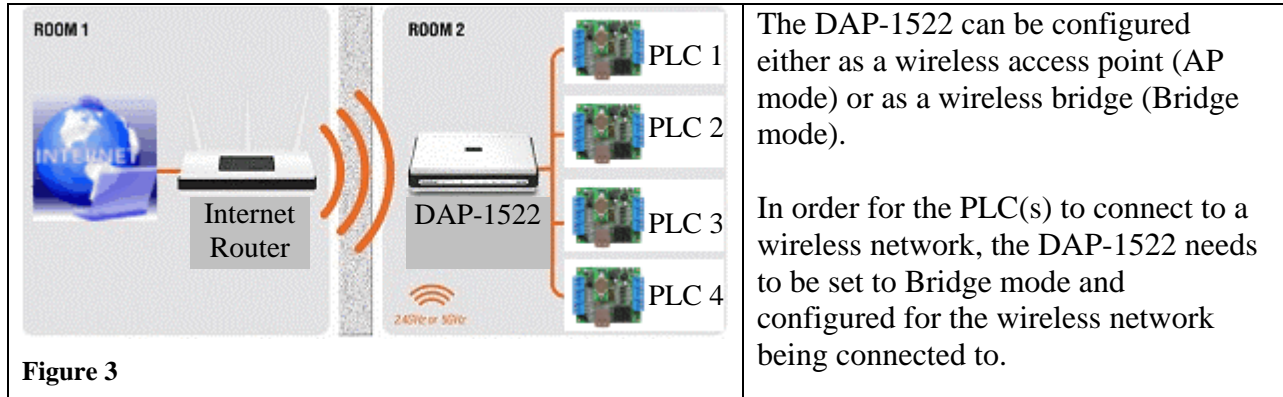 ROOM 1
ROOM 2
INTERNET
Internet
Router
DAP-1522
2.4GHz or 5GHz
PLC 1
PLC 2
PLC 3
PLC 4
Figure 3
The DAP-1522 can be configured
either as a wireless access point (AP
mode) or as a wireless bridge (Bridge
mode).
In order for the PLC(s) to connect to a
wireless network, the DAP-1522 needs
to be set to Bridge mode and
configured for the wireless network
being connected to.